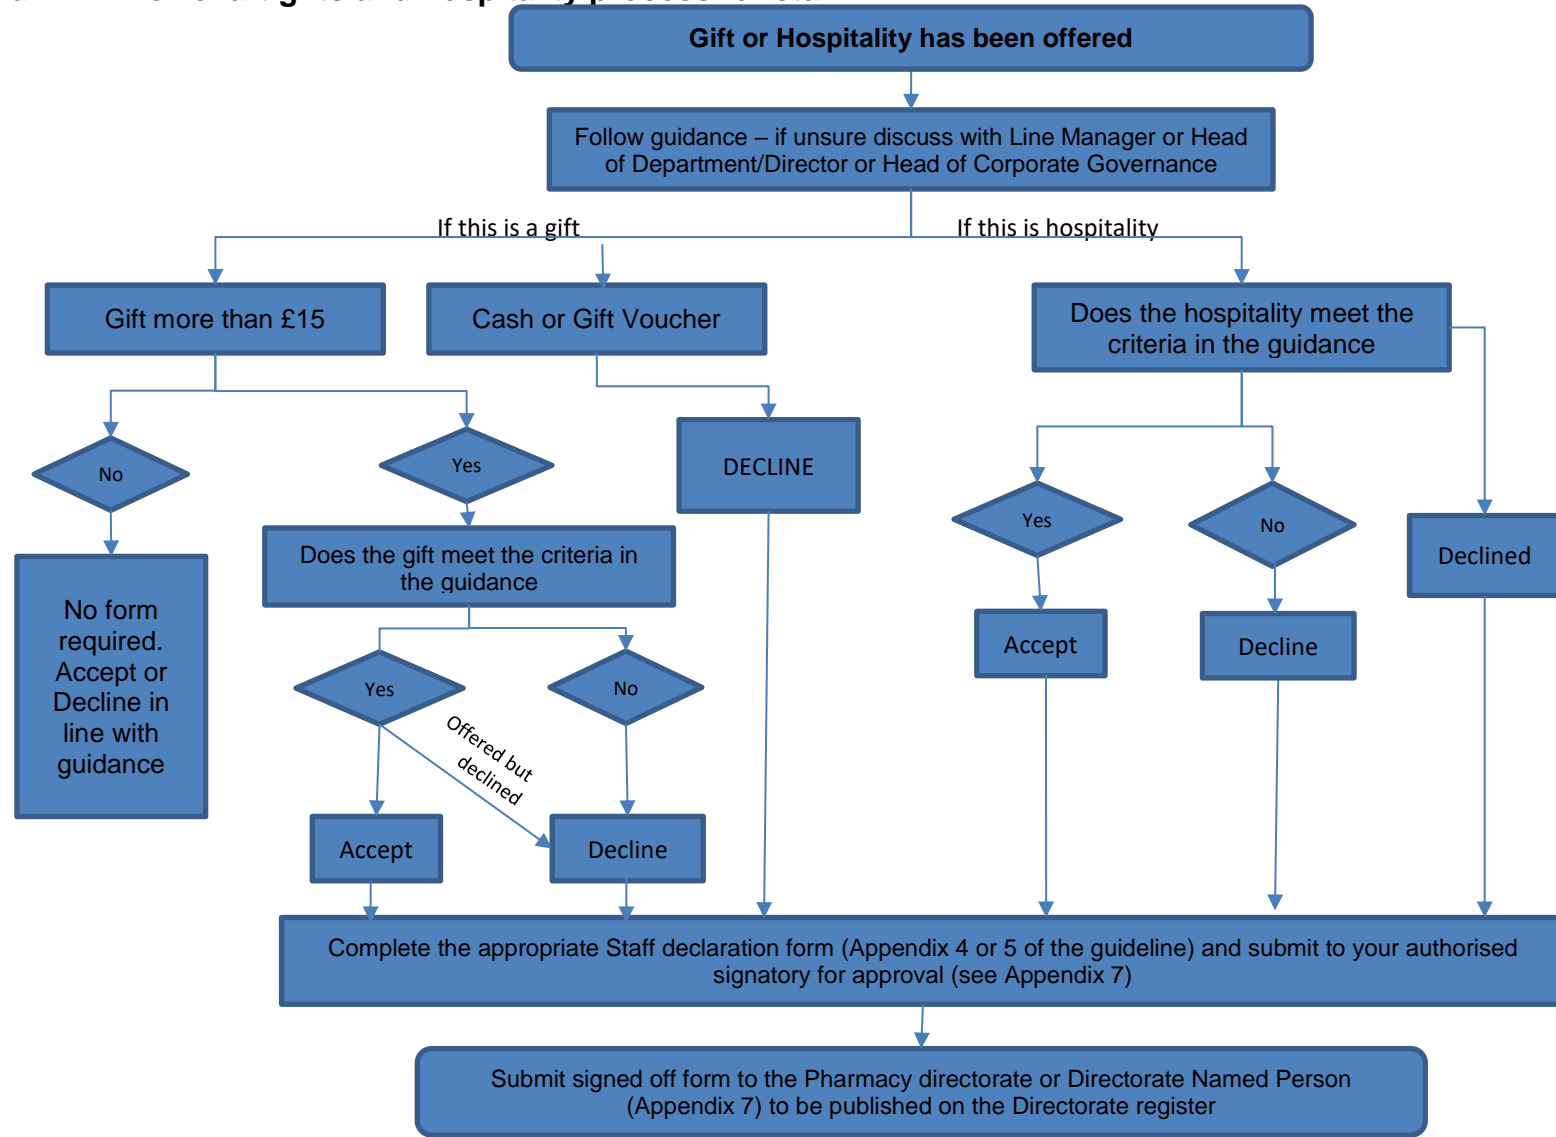 Gift or Hospitality has been offered
Follow guidance – if unsure discuss with Line Manager or Head
of Department/Director or Head of Corporate Governance
If this is a gift
If this is hospitality
Gift more than £15
Cash or Gift Voucher
Does the hospitality meet the
criteria in the guidance
No
Yes
DECLINE
Yes
No
Declined
No form
required.
Accept or
Decline in
line with
guidance
Does the gift meet the criteria in
the guidance
Accept
Decline
Yes
No
Offered but
declined
Accept
Decline
Complete the appropriate Staff declaration form (Appendix 4 or 5 of the guideline) and submit to your authorised
signatory for approval (see Appendix 7)
Submit signed off form to the Pharmacy directorate or Directorate Named Person
(Appendix 7) to be published on the Directorate register